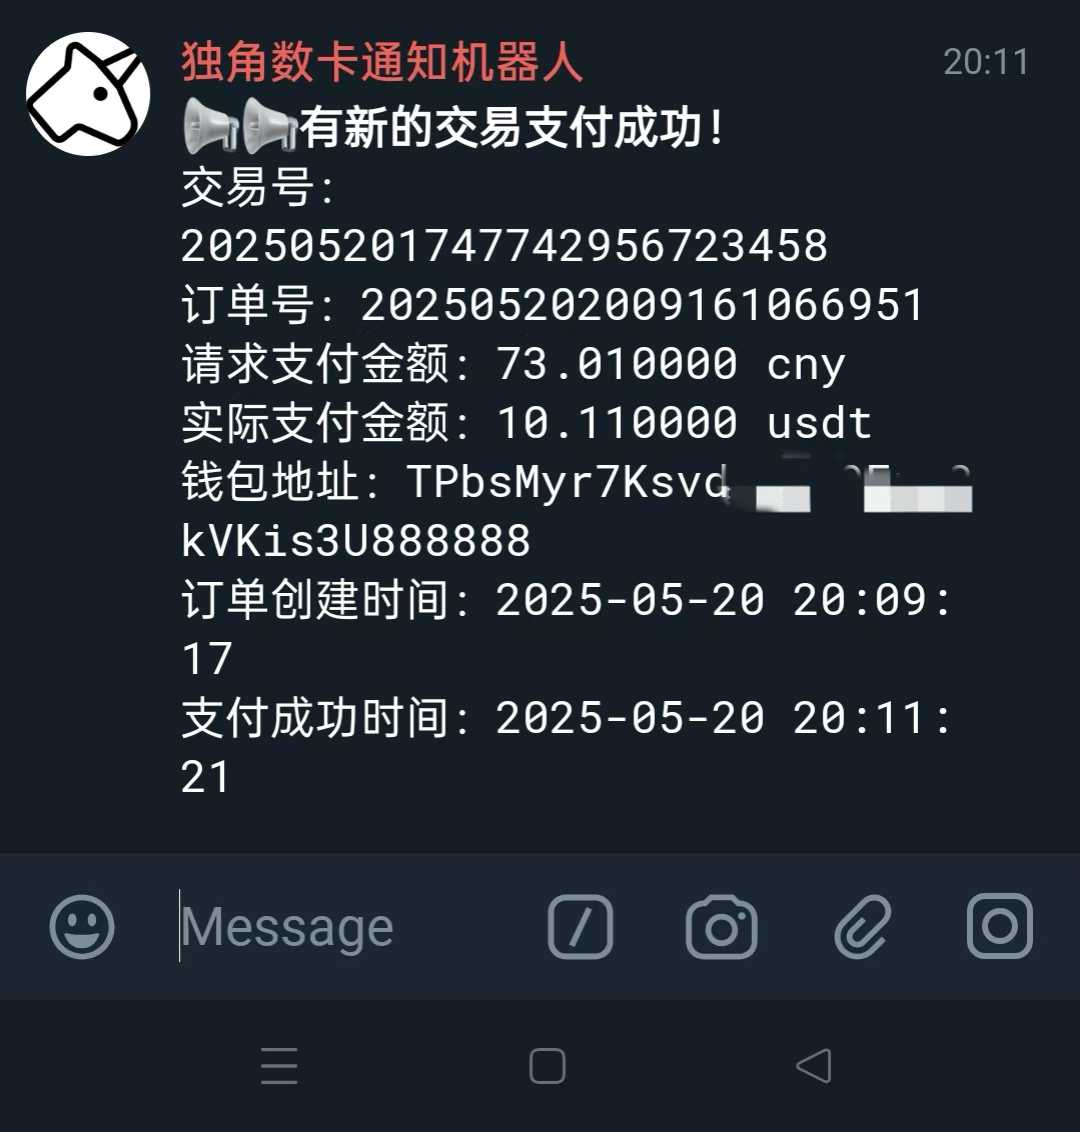 独角数卡通知机器人
20:11
📢📢有新的交易支付成功！
交易号：
202505201747742956723458
订单号：202505202009161066951
请求支付金额：73.010000 cny
实际支付金额：10.110000 usdt
钱包地址：TPbsMyr7Ksvd
kVKis3U888888
订单创建时间：2025-05-20 20:09:
17
支付成功时间：2025-05-20 20:11:
21
Message